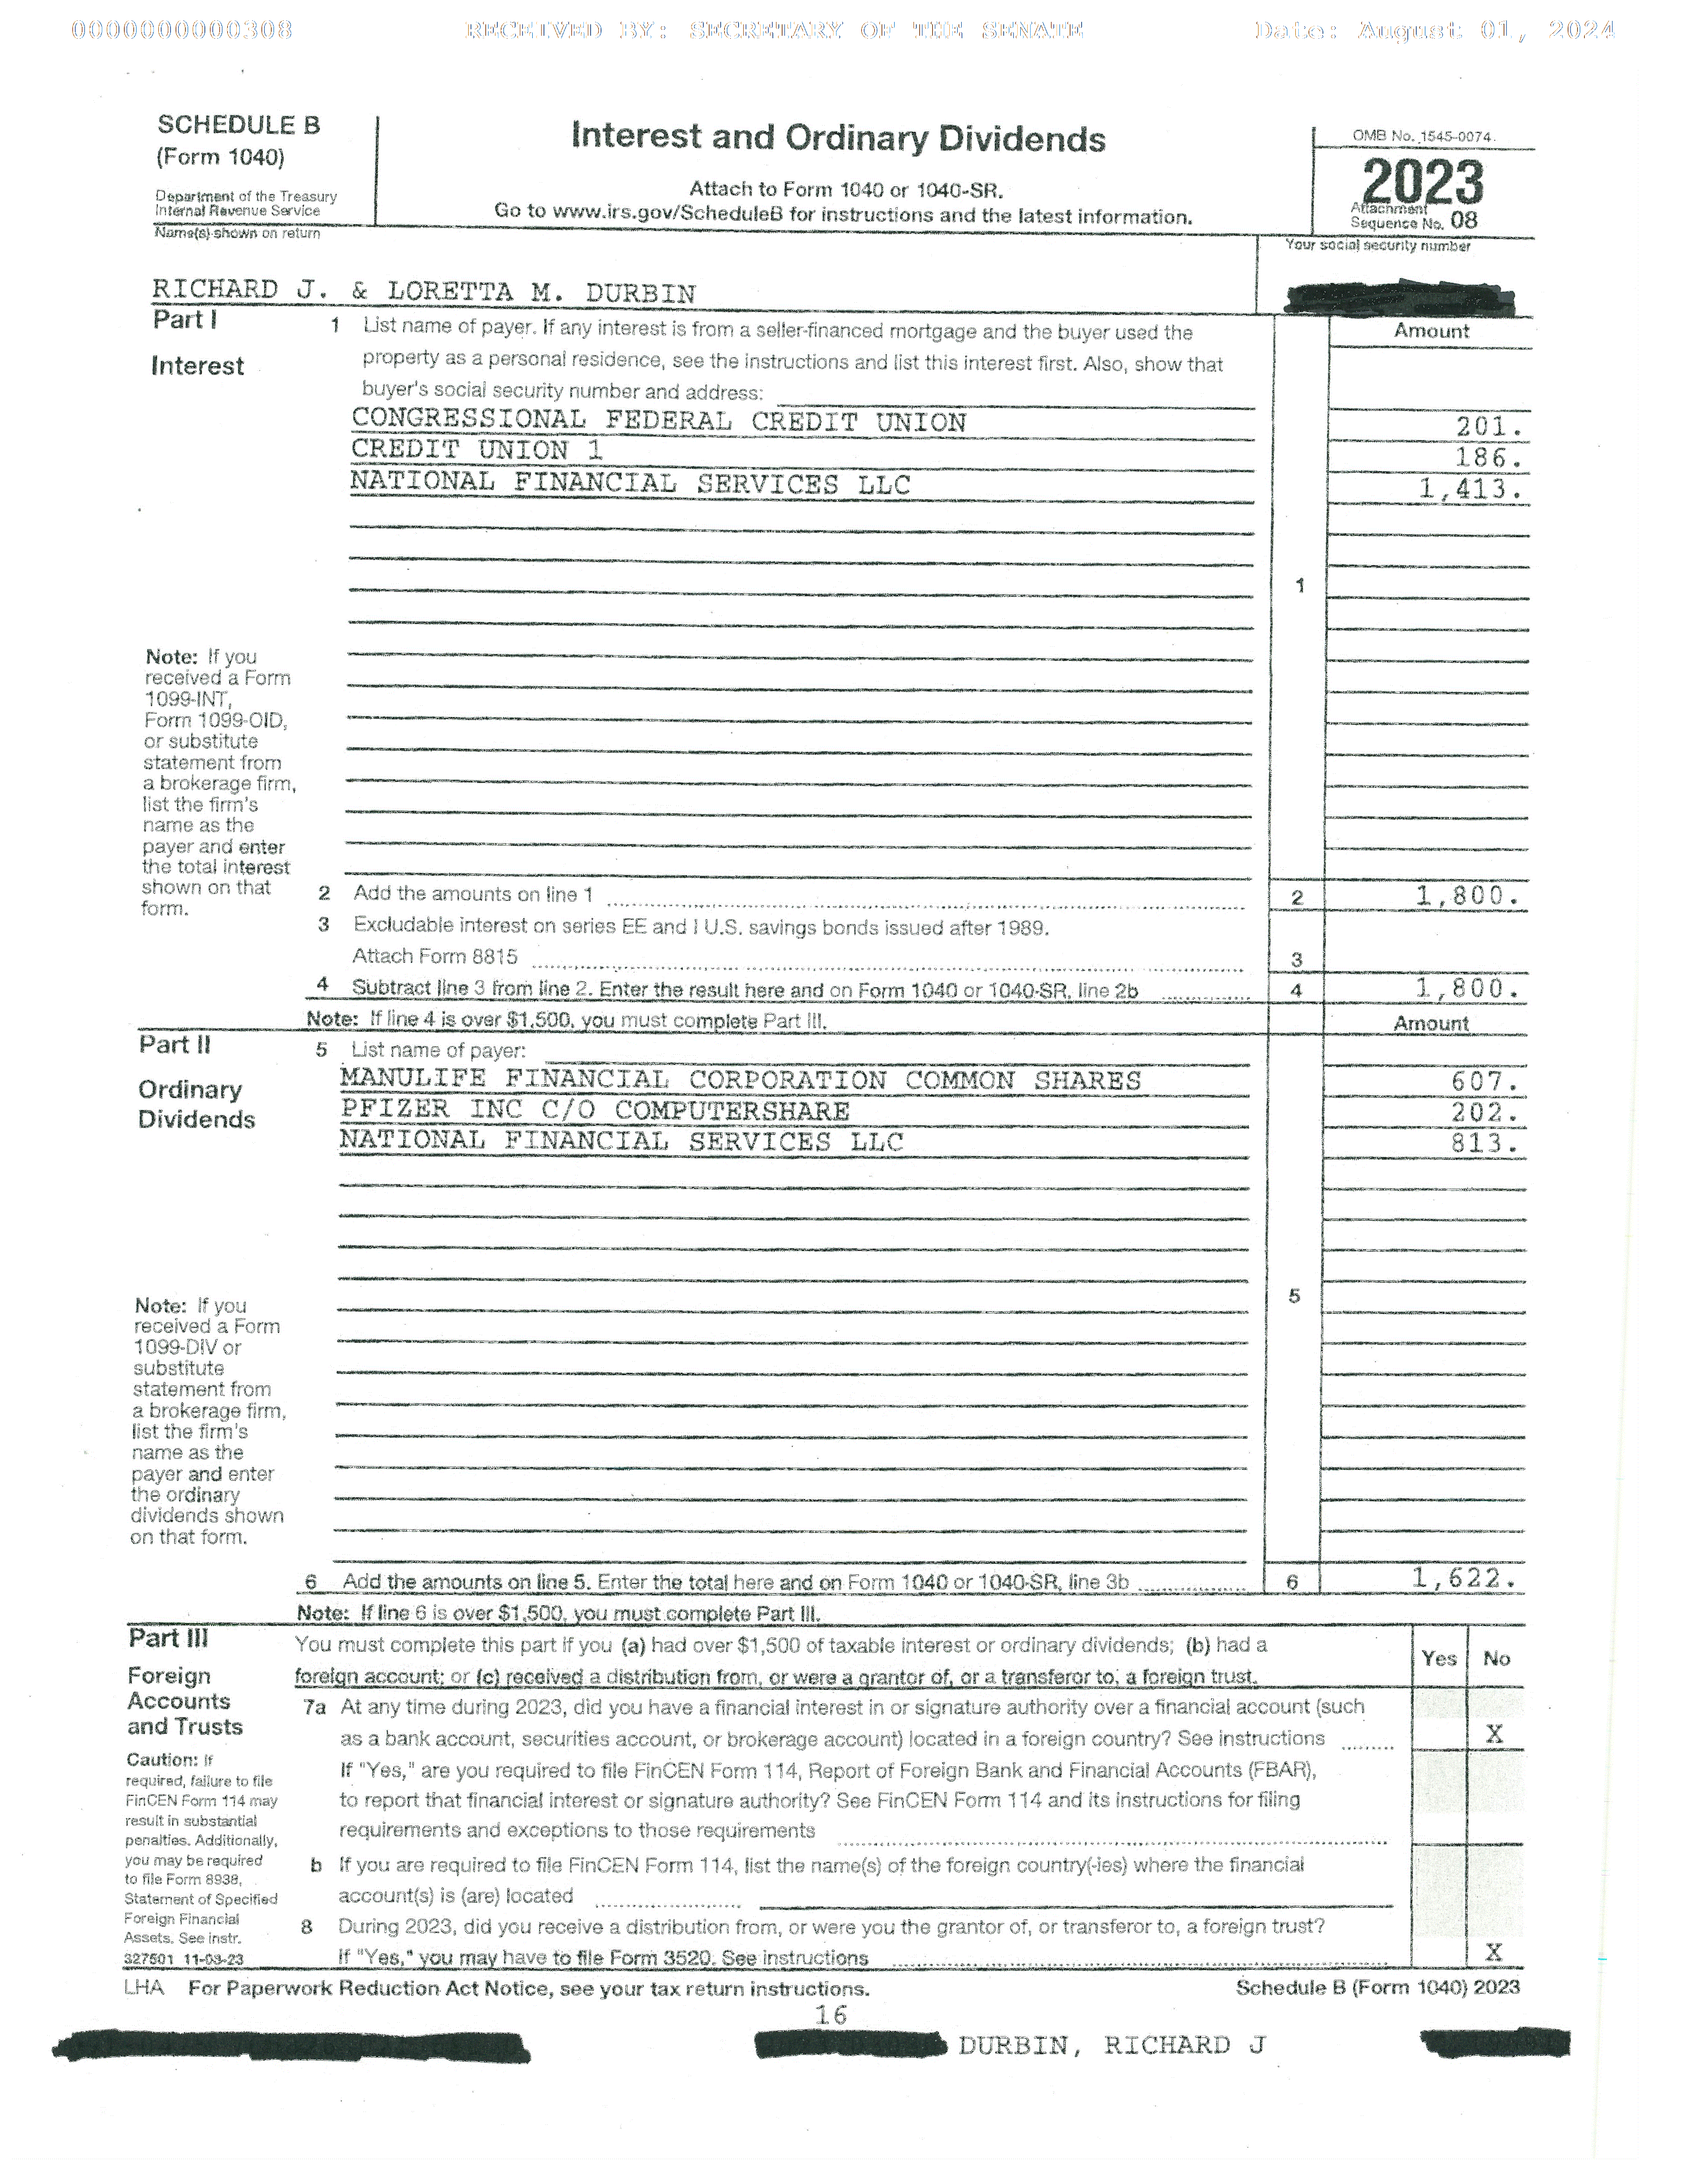 0000000000308 RECEIVED BY: SECRETARY OF THE SENATE Date: August 01, 2024
SCHEDULE B
(Form 1040)
Department of the Treasury
Internal Revenue Service
Interest and Ordinary Dividends
Attach to Form 1040 or 1040-SR.
Go to www.irs.gov/ScheduleB for instructions and the latest information.
OMB No. 1545-0074
2023
Attachment
Sequence No. 08
Name(s) shown on return
Your social security number
RICHARD J. & LORETTA M. DURBIN
Part I
Interest
1 List name of payer. If any interest is from a seller-financed mortgage and the buyer used the
property as a personal residence, see the instructions and list this interest first. Also, show that
buyer's social security number and address:
Amount
CONGRESSIONAL FEDERAL CREDIT UNION 201.
CREDIT UNION 1 186.
NATIONAL FINANCIAL SERVICES LLC 1,413.
1
Note: If you
received a Form
1099-INT,
Form 1099-OID,
or substitute
statement from
a brokerage firm,
list the firm's
name as the
payer and enter
the total interest
shown on that
form.
2 Add the amounts on line 1 2 1,800.
3 Excludable interest on series EE and I U.S. savings bonds issued after 1989.
Attach Form 8815 3
4 Subtract line 3 from line 2. Enter the result here and on Form 1040 or 1040-SR, line 2b 4 1,800.
Note: If line 4 is over $1,500, you must complete Part III. Amount
Part II
Ordinary
Dividends
5 List name of payer:
MANULIFE FINANCIAL CORPORATION COMMON SHARES 607.
PFIZER INC C/O COMPUTERSHARE 202.
NATIONAL FINANCIAL SERVICES LLC 813.
5
Note: If you
received a Form
1099-DIV or
substitute
statement from
a brokerage firm,
list the firm's
name as the
payer and enter
the ordinary
dividends shown
on that form.
6 Add the amounts on line 5. Enter the total here and on Form 1040 or 1040-SR, line 3b 6 1,622.
Note: If line 6 is over $1,500, you must complete Part III.
Part III
Foreign
Accounts
and Trusts
Caution: If
required, failure to file
FinCEN Form 114 may
result in substantial
penalties. Additionally,
you may be required
to file Form 8938,
Statement of Specified
Foreign Financial
Assets. See instr.
327501 11-03-23
You must complete this part if you (a) had over $1,500 of taxable interest or ordinary dividends; (b) had a
foreign account; or (c) received a distribution from, or were a grantor of, or a transferor to, a foreign trust.
Yes No
7a At any time during 2023, did you have a financial interest in or signature authority over a financial account (such
as a bank account, securities account, or brokerage account) located in a foreign country? See instructions X
If "Yes," are you required to file FinCEN Form 114, Report of Foreign Bank and Financial Accounts (FBAR),
to report that financial interest or signature authority? See FinCEN Form 114 and its instructions for filing
requirements and exceptions to those requirements
b If you are required to file FinCEN Form 114, list the name(s) of the foreign country(-ies) where the financial
account(s) is (are) located
8 During 2023, did you receive a distribution from, or were you the grantor of, or transferor to, a foreign trust?
If "Yes," you may have to file Form 3520. See instructions X
LHA For Paperwork Reduction Act Notice, see your tax return instructions. Schedule B (Form 1040) 2023
16
DURBIN, RICHARD J